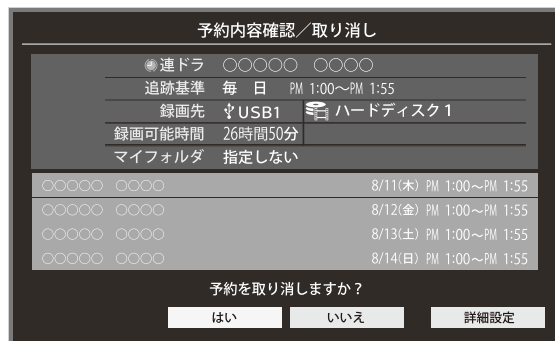 予約内容確認／取り消し
連ドラ ○○○○○ ○○○○
追跡基準 毎 日 PM 1:00～PM 1:55
録画先 USB1 ハードディスク1
録画可能時間 26時間50分
マイフォルダ 指定しない
○○○○○ ○○○○ 8/11(木) PM 1:00～PM 1:55
○○○○○ ○○○○ 8/12(金) PM 1:00～PM 1:55
○○○○○ ○○○○ 8/13(土) PM 1:00～PM 1:55
○○○○○ ○○○○ 8/14(日) PM 1:00～PM 1:55
予約を取り消しますか？
はい いいえ 詳細設定